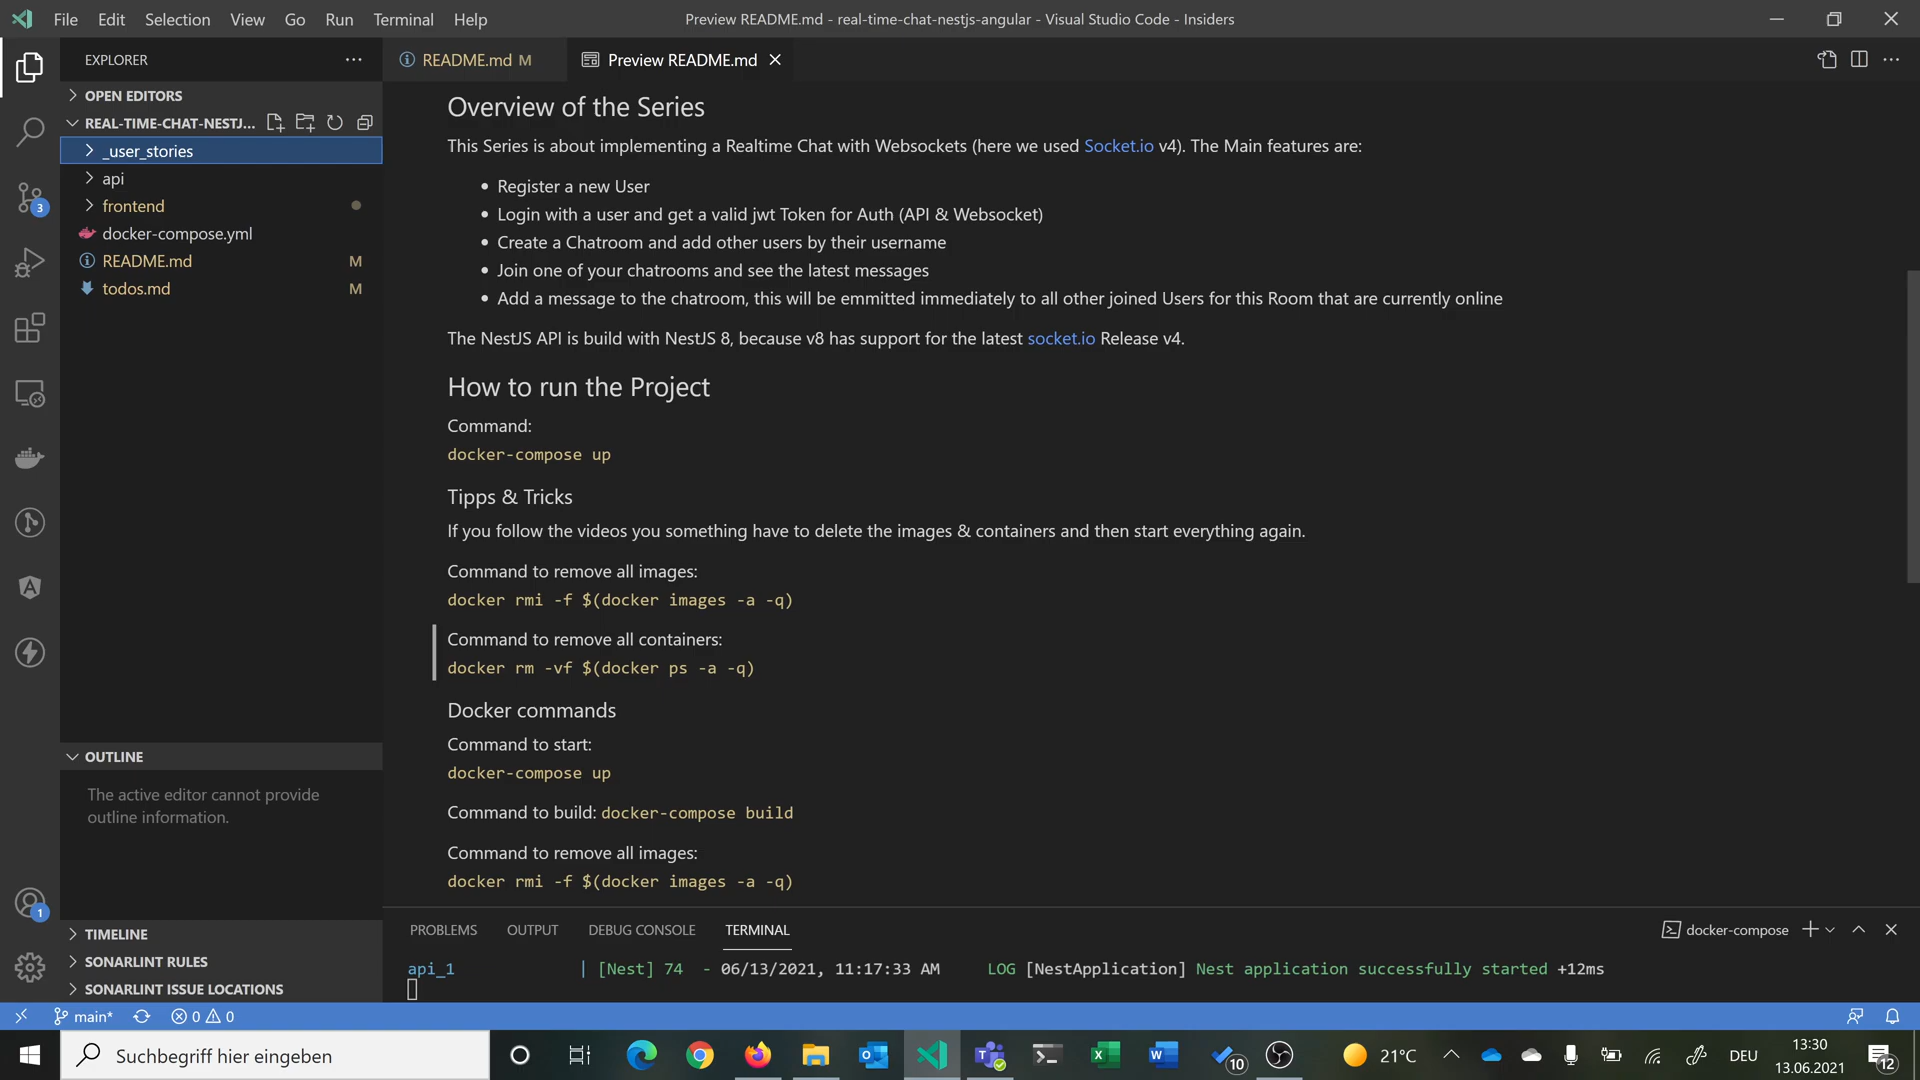 File Edit Selection View Go Run Terminal Help
Preview README.md - real-time-chat-nestjs-angular - Visual Studio Code - Insiders
EXPLORER
OPEN EDITORS
REAL-TIME-CHAT-NESTJ...
_user_stories
api
frontend
docker-compose.yml
README.md M
todos.md M
OUTLINE
The active editor cannot provide
outline information.
TIMELINE
SONARLINT RULES
SONARLINT ISSUE LOCATIONS
3
1
README.md M
Preview README.md
Overview of the Series
This Series is about implementing a Realtime Chat with Websockets (here we used Socket.io v4). The Main features are:
• Register a new User
• Login with a user and get a valid jwt Token for Auth (API & Websocket)
• Create a Chatroom and add other users by their username
• Join one of your chatrooms and see the latest messages
• Add a message to the chatroom, this will be emmitted immediately to all other joined Users for this Room that are currently online
The NestJS API is build with NestJS 8, because v8 has support for the latest socket.io Release v4.
How to run the Project
Command:
docker-compose up
Tipps & Tricks
If you follow the videos you something have to delete the images & containers and then start everything again.
Command to remove all images:
docker rmi -f $(docker images -a -q)
Command to remove all containers:
docker rm -vf $(docker ps -a -q)
Docker commands
Command to start:
docker-compose up
Command to build: docker-compose build
Command to remove all images:
docker rmi -f $(docker images -a -q)
PROBLEMS OUTPUT DEBUG CONSOLE TERMINAL
docker-compose
api_1 | [Nest] 74 - 06/13/2021, 11:17:33 AM LOG [NestApplication] Nest application successfully started +12ms
main* 0 0
Suchbegriff hier eingeben
10
21°C
DEU
13:30
13.06.2021
12